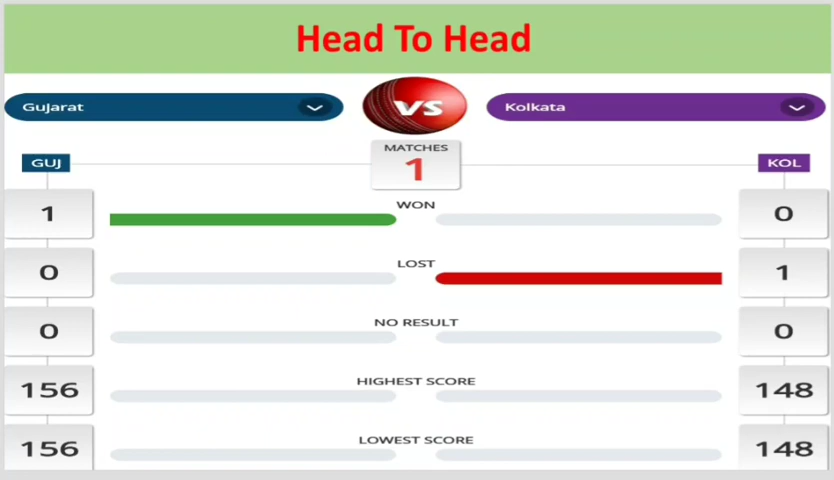 Head To Head
Gujarat VS Kolkata
GUJ MATCHES KOL
1
1 WON 0
0 LOST 1
0 NO RESULT 0
156 HIGHEST SCORE 148
156 LOWEST SCORE 148